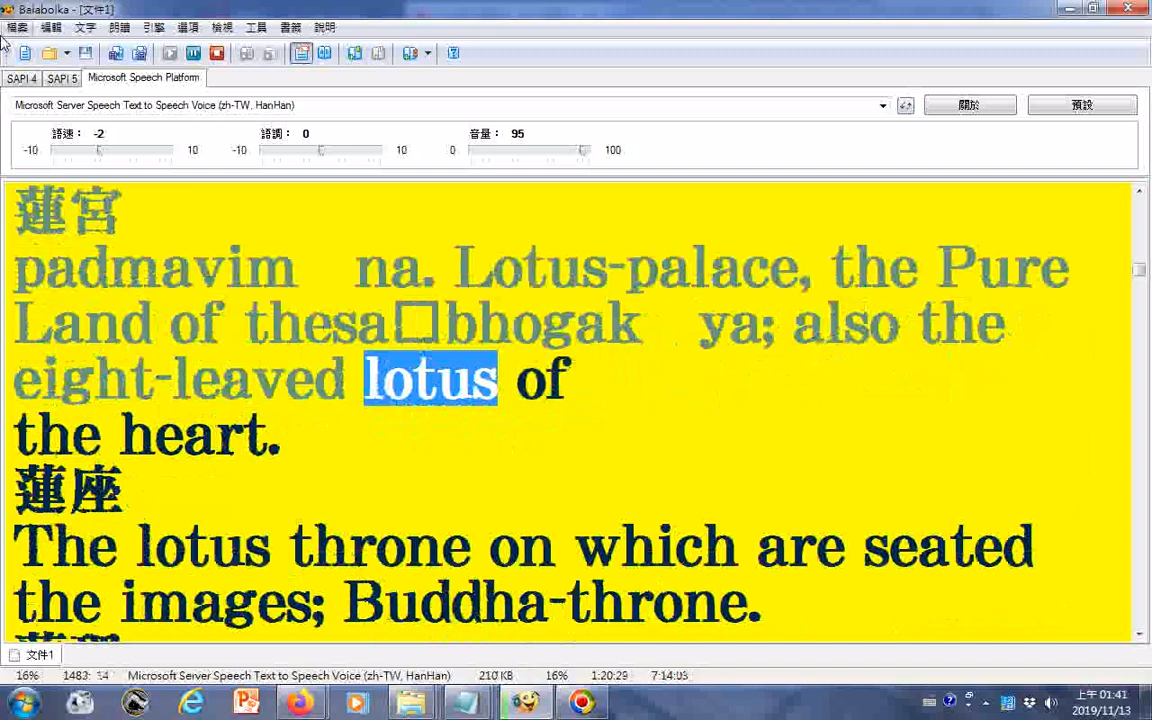 Balabolka - [文件1]
檔案 編輯 文字 朗讀 引擎 選項 檢視 工具 書籤 說明
SAPI 4 SAPI 5 Microsoft Speech Platform
Microsoft Server Speech Text to Speech Voice (zh-TW, HanHan)
關於 預設
語速： -2 語調： 0 音量： 95
-10 10 -10 10 0 100
蓮宮
padmavim na. Lotus-palace, the Pure
Land of thesa□bhogak ya; also the
eight-leaved lotus of
the heart.
蓮座
The lotus throne on which are seated
the images; Buddha-throne.
文件1
16% Microsoft Server Speech Text to Speech Voice (zh-TW, HanHan) 210 KB 16% 1:20:29 7:14:03
上午 01:41
2019/11/13